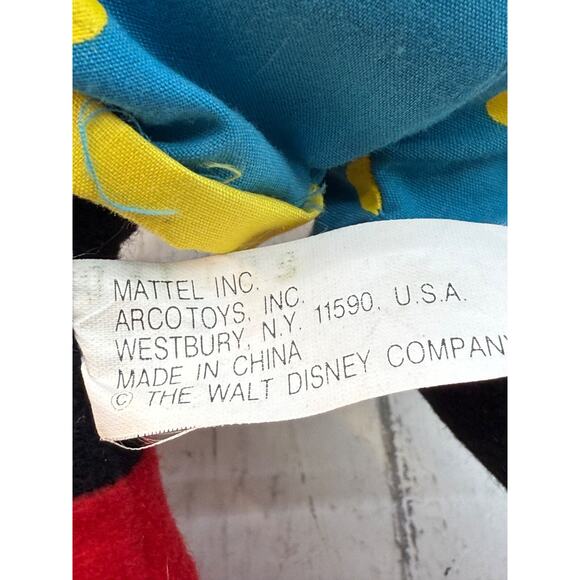 MATTEL INC.
ARCOTOYS, INC.
WESTBURY, N.Y. 11590, U.S.A.
MADE IN CHINA
© THE WALT DISNEY COMPANY